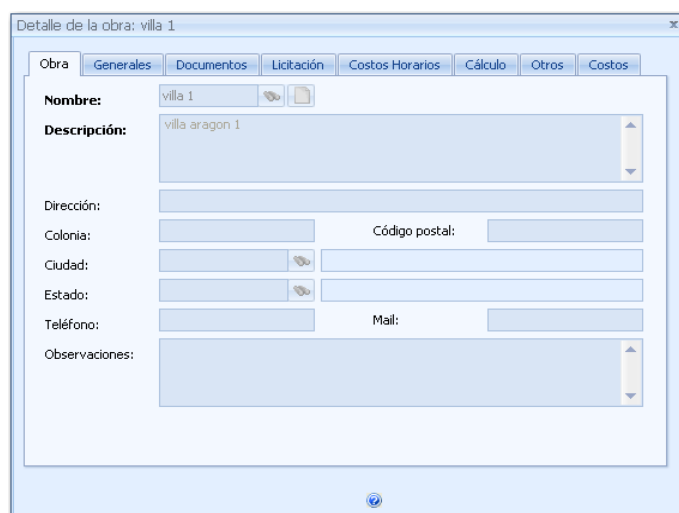 Detalle de la obra: villa 1
x
Obra Generales Documentos Licitación Costos Horarios Cálculo Otros Costos
Nombre: villa 1
Descripción: villa aragon 1
Dirección:
Colonia: Código postal:
Ciudad:
Estado:
Teléfono: Mail:
Observaciones:
?